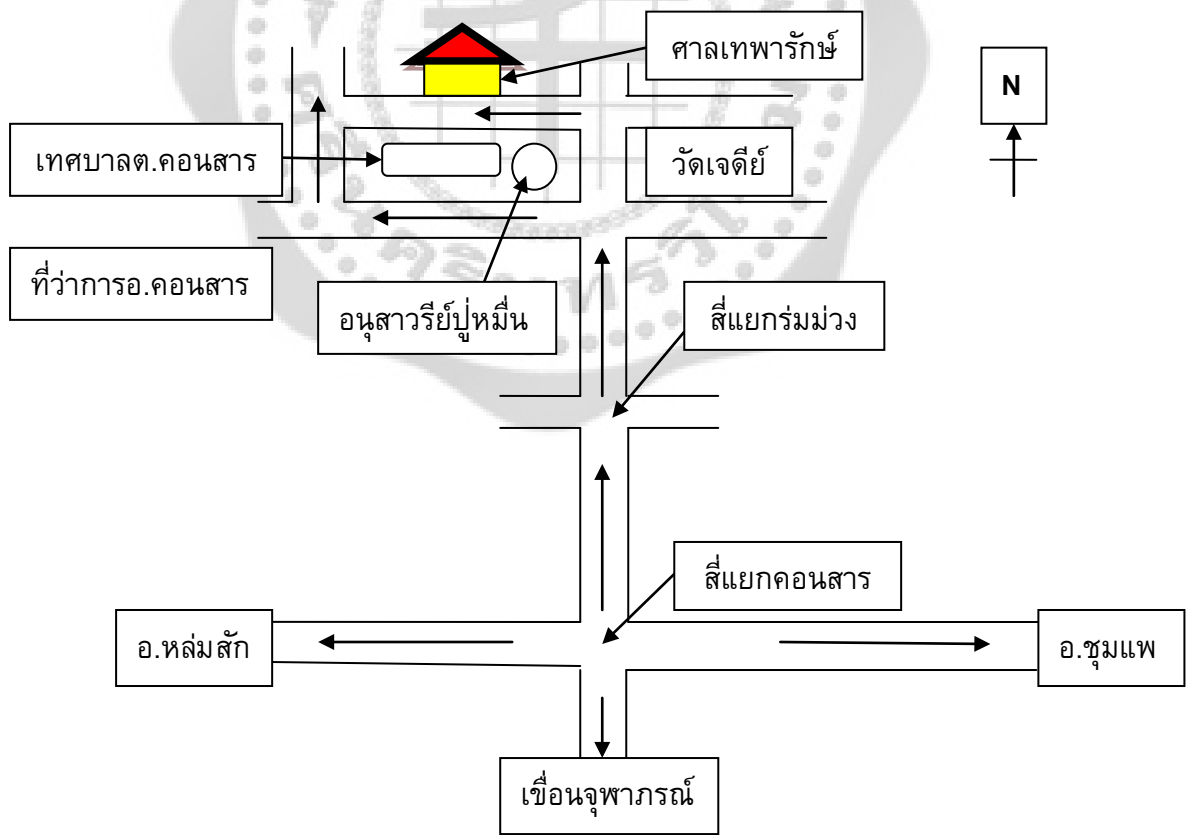 ศาลเทพารักษ์
N
เทศบาลต.คอนสาร
วัดเจดีย์
ที่ว่าการอ.คอนสาร
อนุสาวรีย์ปู่หมื่น
สี่แยกร่มม่วง
สี่แยกคอนสาร
อ.หล่มสัก
อ.ชุมแพ
เขื่อนจุฬาภรณ์